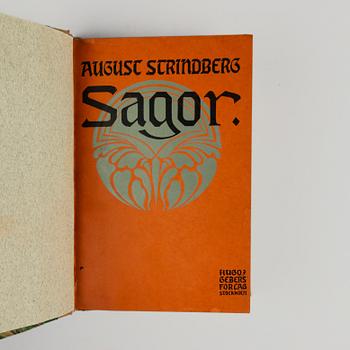 AUGUST STRINDBERG
Sagor.
HUGO
GEBERS
FÖRLAG
STOCKHOLM